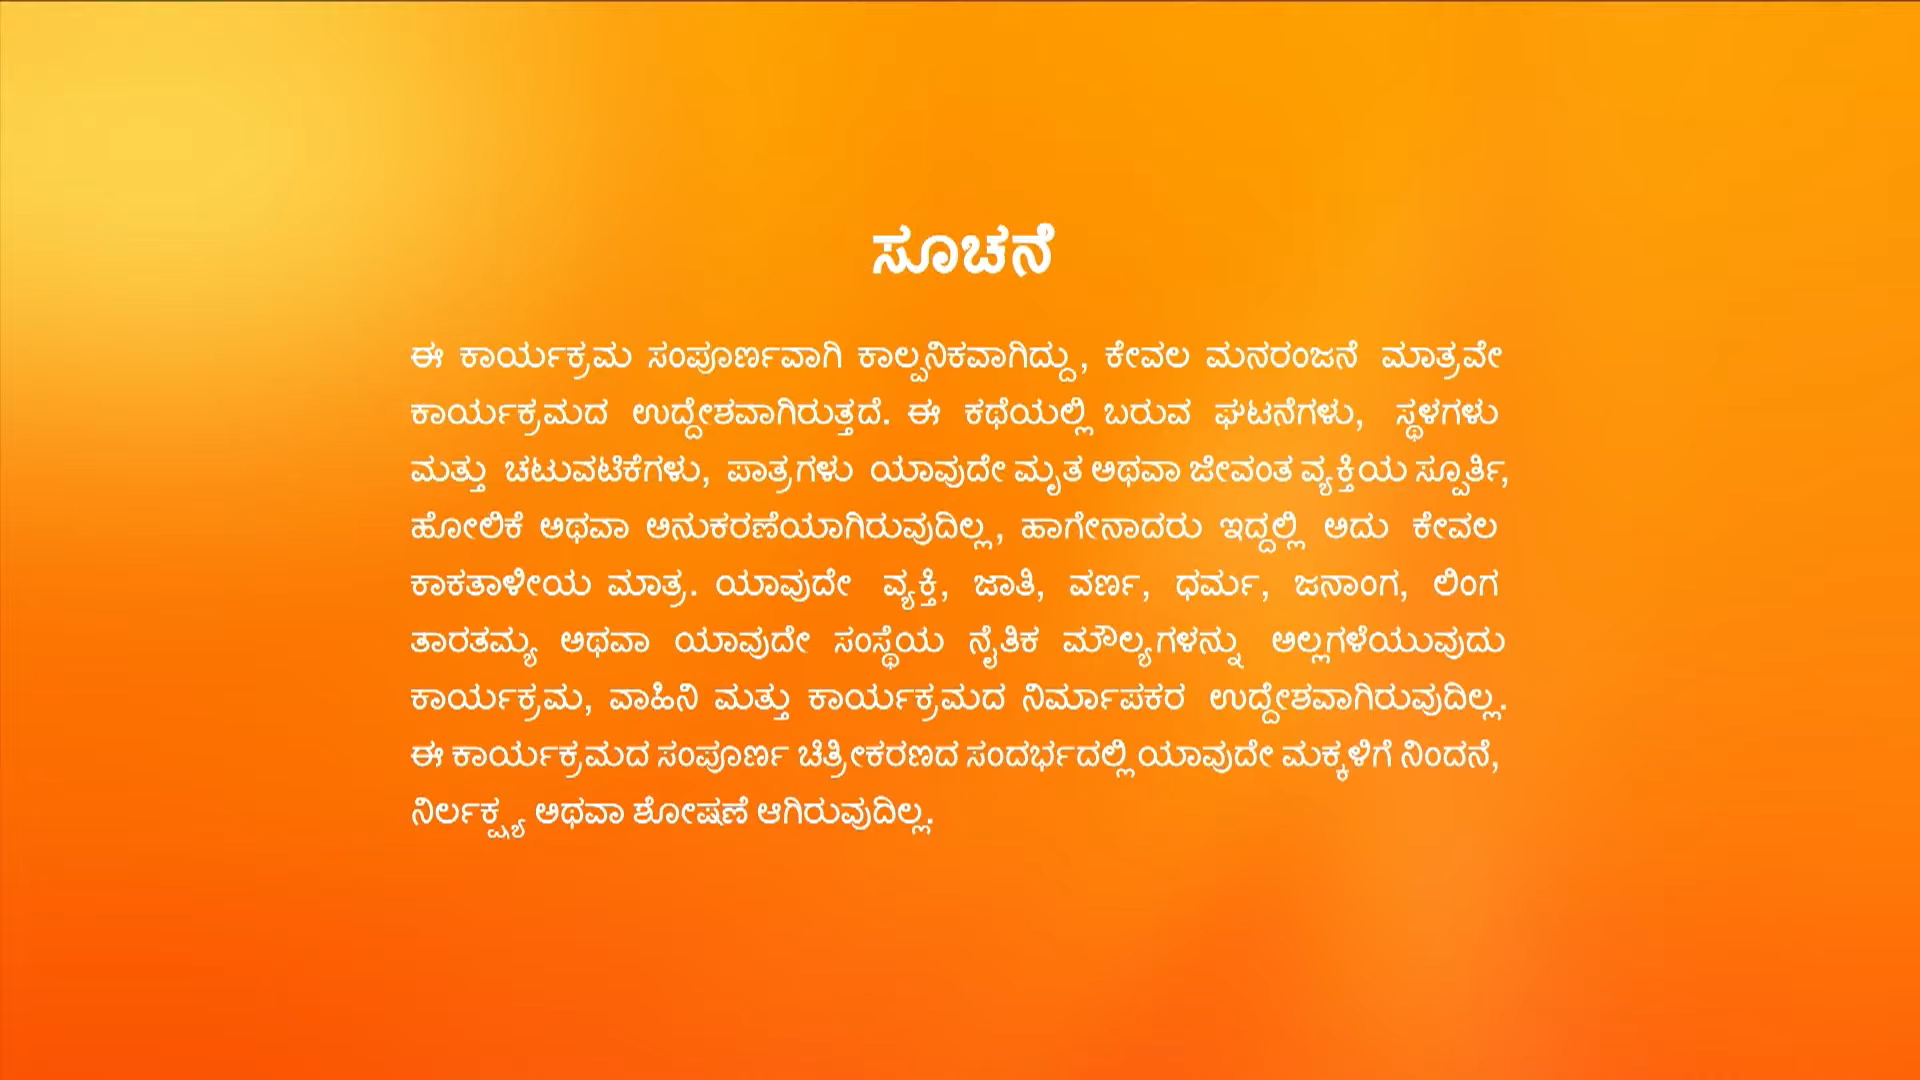 ಸೂಚನೆ
ಈ ಕಾರ್ಯಕ್ರಮ ಸಂಪೂರ್ಣವಾಗಿ ಕಾಲ್ಪನಿಕವಾಗಿದ್ದು, ಕೇವಲ ಮನರಂಜನೆ ಮಾತ್ರವೇ
ಕಾರ್ಯಕ್ರಮದ ಉದ್ದೇಶವಾಗಿರುತ್ತದೆ. ಈ ಕಥೆಯಲ್ಲಿ ಬರುವ ಘಟನೆಗಳು, ಸ್ಥಳಗಳು
ಮತ್ತು ಚಟುವಟಿಕೆಗಳು, ಪಾತ್ರಗಳು ಯಾವುದೇ ಮೃತ ಅಥವಾ ಜೀವಂತ ವ್ಯಕ್ತಿಯ ಸ್ಪೂರ್ತಿ,
ಹೋಲಿಕೆ ಅಥವಾ ಅನುಕರಣೆಯಾಗಿರುವುದಿಲ್ಲ, ಹಾಗೇನಾದರು ಇದ್ದಲ್ಲಿ ಅದು ಕೇವಲ
ಕಾಕತಾಳೀಯ ಮಾತ್ರ. ಯಾವುದೇ ವ್ಯಕ್ತಿ, ಜಾತಿ, ವರ್ಣ, ಧರ್ಮ, ಜನಾಂಗ, ಲಿಂಗ
ತಾರತಮ್ಯ ಅಥವಾ ಯಾವುದೇ ಸಂಸ್ಥೆಯ ನೈತಿಕ ಮೌಲ್ಯಗಳನ್ನು ಅಲ್ಲಗಳೆಯುವುದು
ಕಾರ್ಯಕ್ರಮ, ವಾಹಿನಿ ಮತ್ತು ಕಾರ್ಯಕ್ರಮದ ನಿರ್ಮಾಪಕರ ಉದ್ದೇಶವಾಗಿರುವುದಿಲ್ಲ.
ಈ ಕಾರ್ಯಕ್ರಮದ ಸಂಪೂರ್ಣ ಚಿತ್ರೀಕರಣದ ಸಂದರ್ಭದಲ್ಲಿ ಯಾವುದೇ ಮಕ್ಕಳಿಗೆ ನಿಂದನೆ,
ನಿರ್ಲಕ್ಷ್ಯ ಅಥವಾ ಶೋಷಣೆ ಆಗಿರುವುದಿಲ್ಲ.